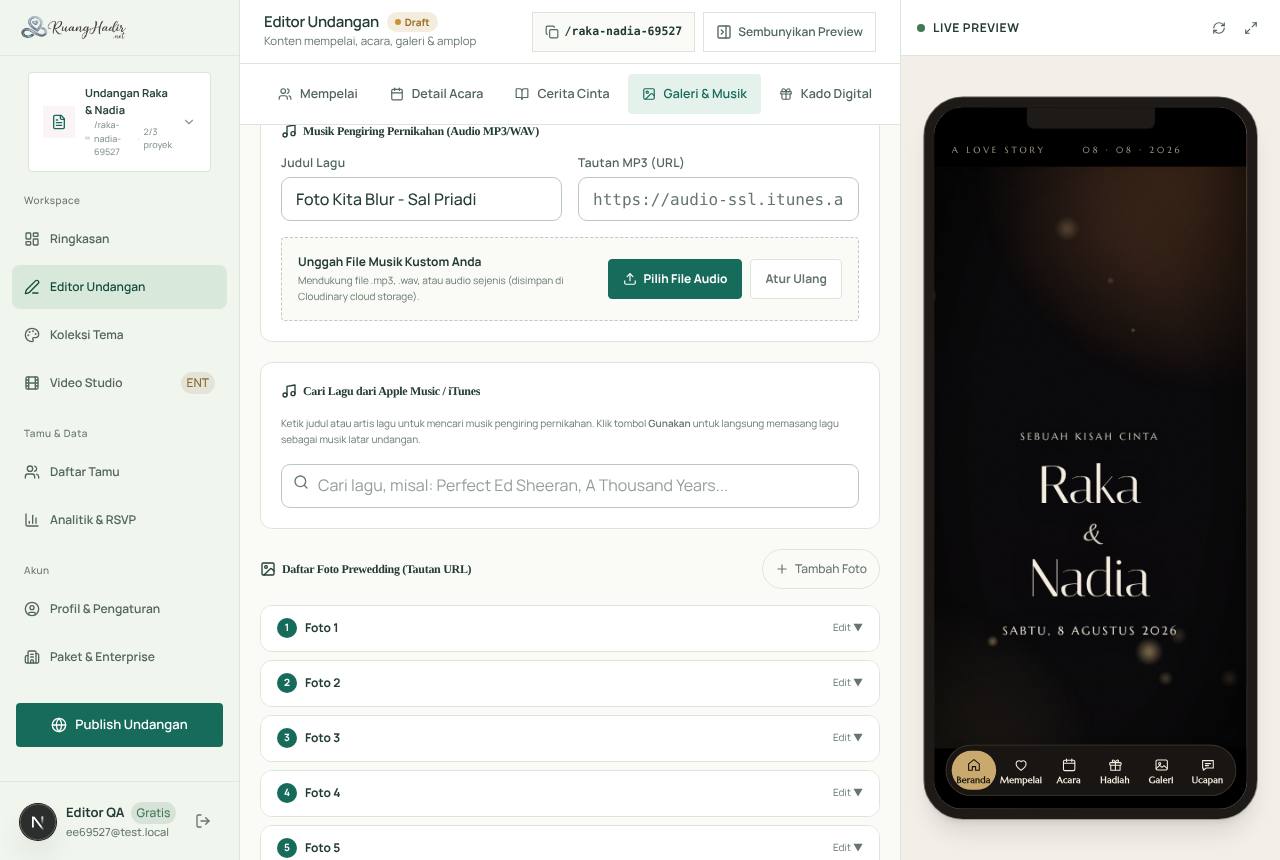 RuangHadir
.net
Undangan Raka
& Nadia
/raka-
nadia-
69527
2/3
proyek
Workspace
Ringkasan
Editor Undangan
Koleksi Tema
Video Studio
ENT
Tamu & Data
Daftar Tamu
Analitik & RSVP
Akun
Profil & Pengaturan
Paket & Enterprise
Publish Undangan
N
Editor QA
Gratis
ee69527@test.local
Editor Undangan
Draft
Konten mempelai, acara, galeri & amplop
/raka-nadia-69527
Sembunyikan Preview
Mempelai
Detail Acara
Cerita Cinta
Galeri & Musik
Kado Digital
Musik Pengiring Pernikahan (Audio MP3/WAV)
Judul Lagu
Tautan MP3 (URL)
Foto Kita Blur - Sal Priadi
https://audio-ssl.itunes.a
Unggah File Musik Kustom Anda
Mendukung file .mp3, .wav, atau audio sejenis (disimpan di
Cloudinary cloud storage).
Pilih File Audio
Atur Ulang
Cari Lagu dari Apple Music / iTunes
Ketik judul atau artis lagu untuk mencari musik pengiring pernikahan. Klik tombol Gunakan untuk langsung memasang lagu
sebagai musik latar undangan.
Cari lagu, misal: Perfect Ed Sheeran, A Thousand Years...
Daftar Foto Prewedding (Tautan URL)
+ Tambah Foto
1 Foto 1 Edit ▼
2 Foto 2 Edit ▼
3 Foto 3 Edit ▼
4 Foto 4 Edit ▼
5 Foto 5 Edit ▼
LIVE PREVIEW
A LOVE STORY
08 · 08 · 2026
SEBUAH KISAH CINTA
Raka
&
Nadia
SABTU, 8 AGUSTUS 2026
Beranda
Mempelai
Acara
Hadiah
Galeri
Ucapan